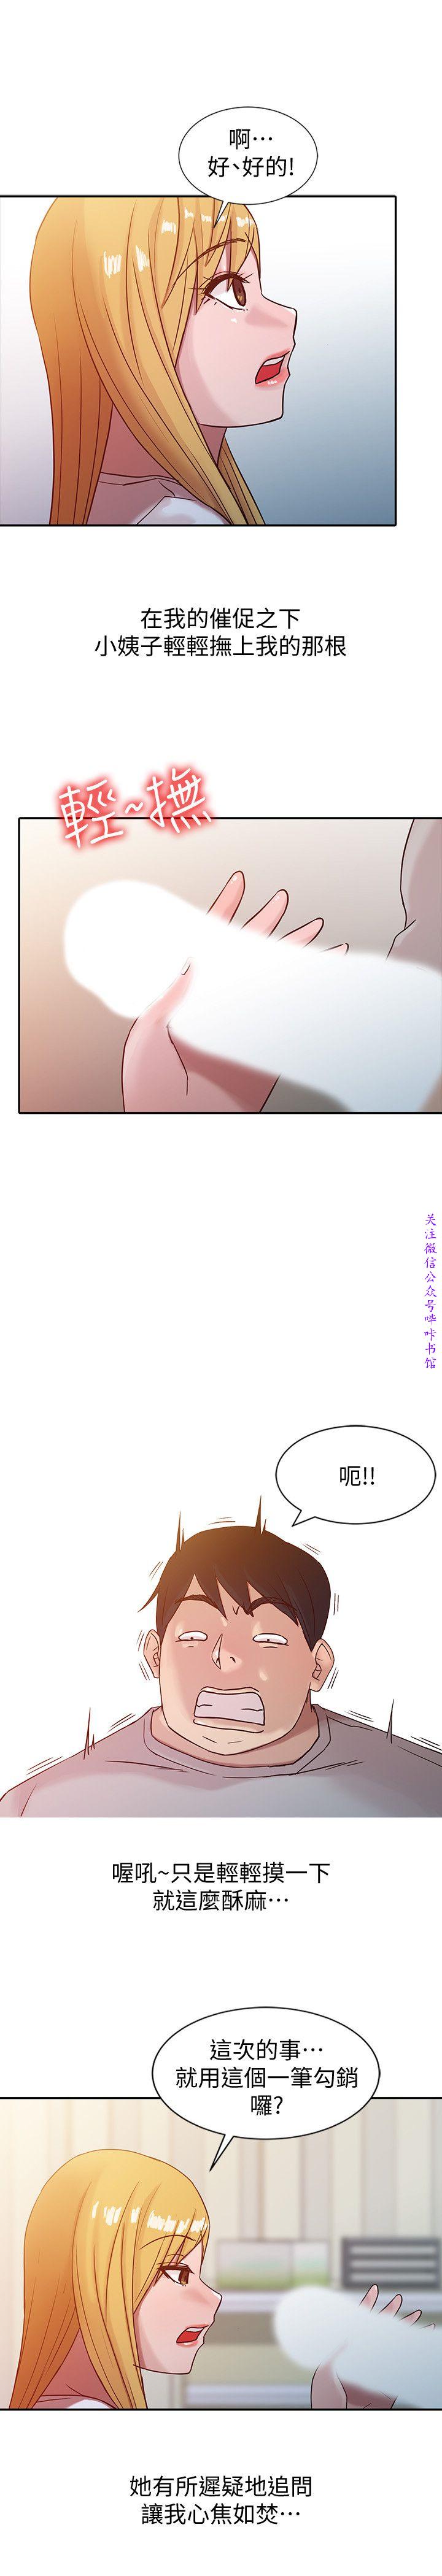 啊⋯
好、好的!
在我的催促之下
小姨子輕輕撫上我的那根
輕~撫
关注微信公众号哔咔书馆
呃!!
喔吼~只是輕輕摸一下
就這麼酥麻⋯
這次的事⋯
就用這個一筆勾銷
囉?
她有所遲疑地追問
讓我心焦如焚⋯